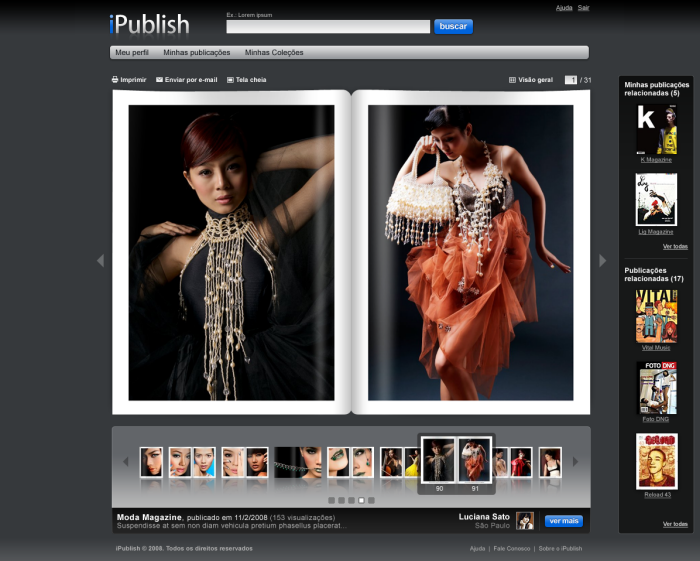 Ajuda Sair
iPublish
Ex.: Lorem ipsum
buscar
Meu perfil Minhas publicações Minhas Coleções
Imprimir Enviar por e-mail Tela cheia Visão geral 1 / 31
Minhas publicações
relacionadas (5)
K
K Magazine
Lig Magazine
Ver todas
Publicações
relacionadas (17)
VITAL
Vital Music
FOTO DNG
Foto DNG
Reload 43
Ver todas
90 91
Moda Magazine, publicado em 11/2/2008 (153 visualizações)
Suspendisse at sem non diam vehicula pretium phasellus placerat...
Luciana Sato
São Paulo
ver mais
iPublish © 2008. Todos os direitos reservados
Ajuda | Fale Conosco | Sobre o iPublish